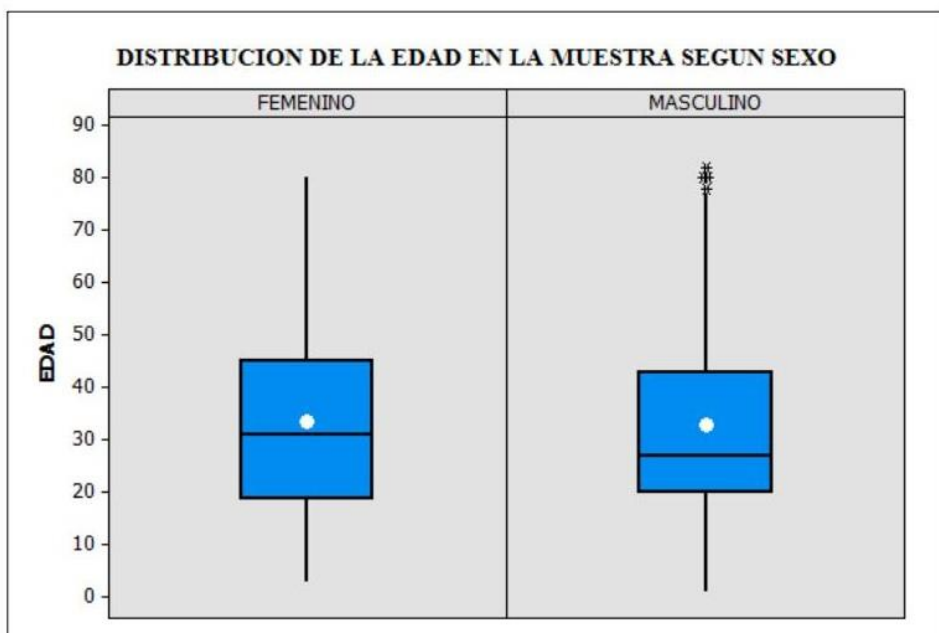 DISTRIBUCION DE LA EDAD EN LA MUESTRA SEGUN SEXO
FEMENINO
MASCULINO
90
80
70
60
50
40
30
20
10
0
EDAD